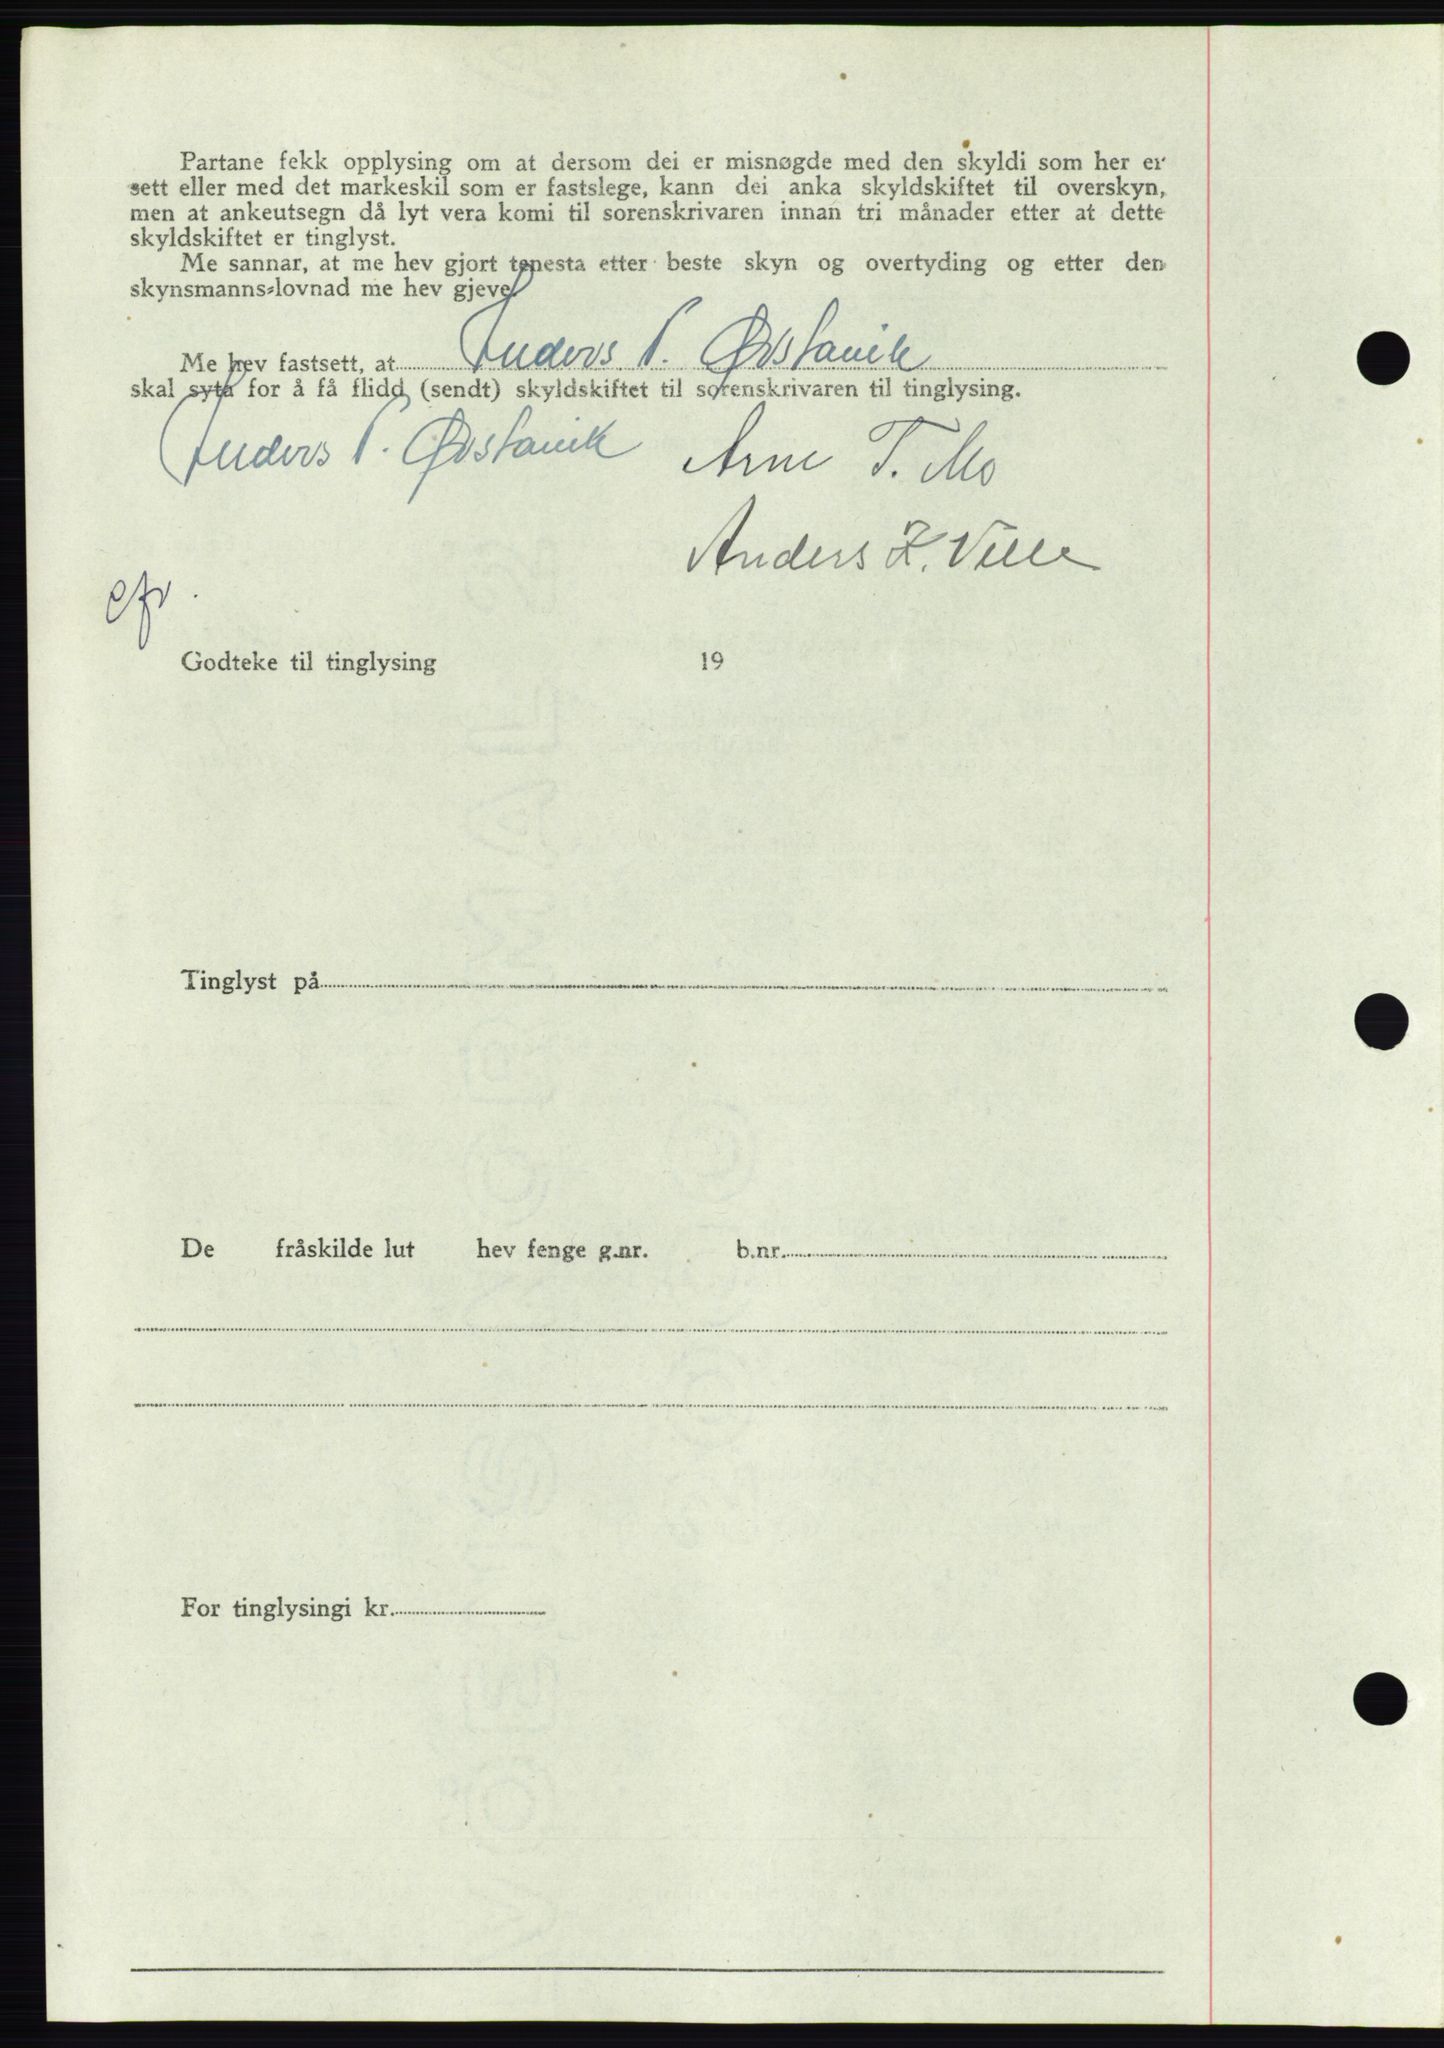 Partane fekk opplysing om at dersom dei er misnøgde med den skyldi som her er
sett eller med det markeskil som er fastslege, kann dei anka skyldskiftet til overskyn,
men at ankeutsegn då lyt vera komi til sorenskrivaren innan tri månader etter at dette
skyldskiftet er tinglyst.
Me sannar, at me hev gjort tenesta etter beste skyn og overtyding og etter den
skynsmanns-lovnad me hev gjeve.
Me hev fastsett, at Anders P. Øvstavik
skal syta for å få flidd (sendt) skyldskiftet til sorenskrivaren til tinglysing.
Anders P. Øvstavik Arne T. Mo
Anders K. Velle
Godteke til tinglysing 19
Tinglyst på
De fråskilde lut hev fenge g.nr. b.nr.
For tinglysingi kr.